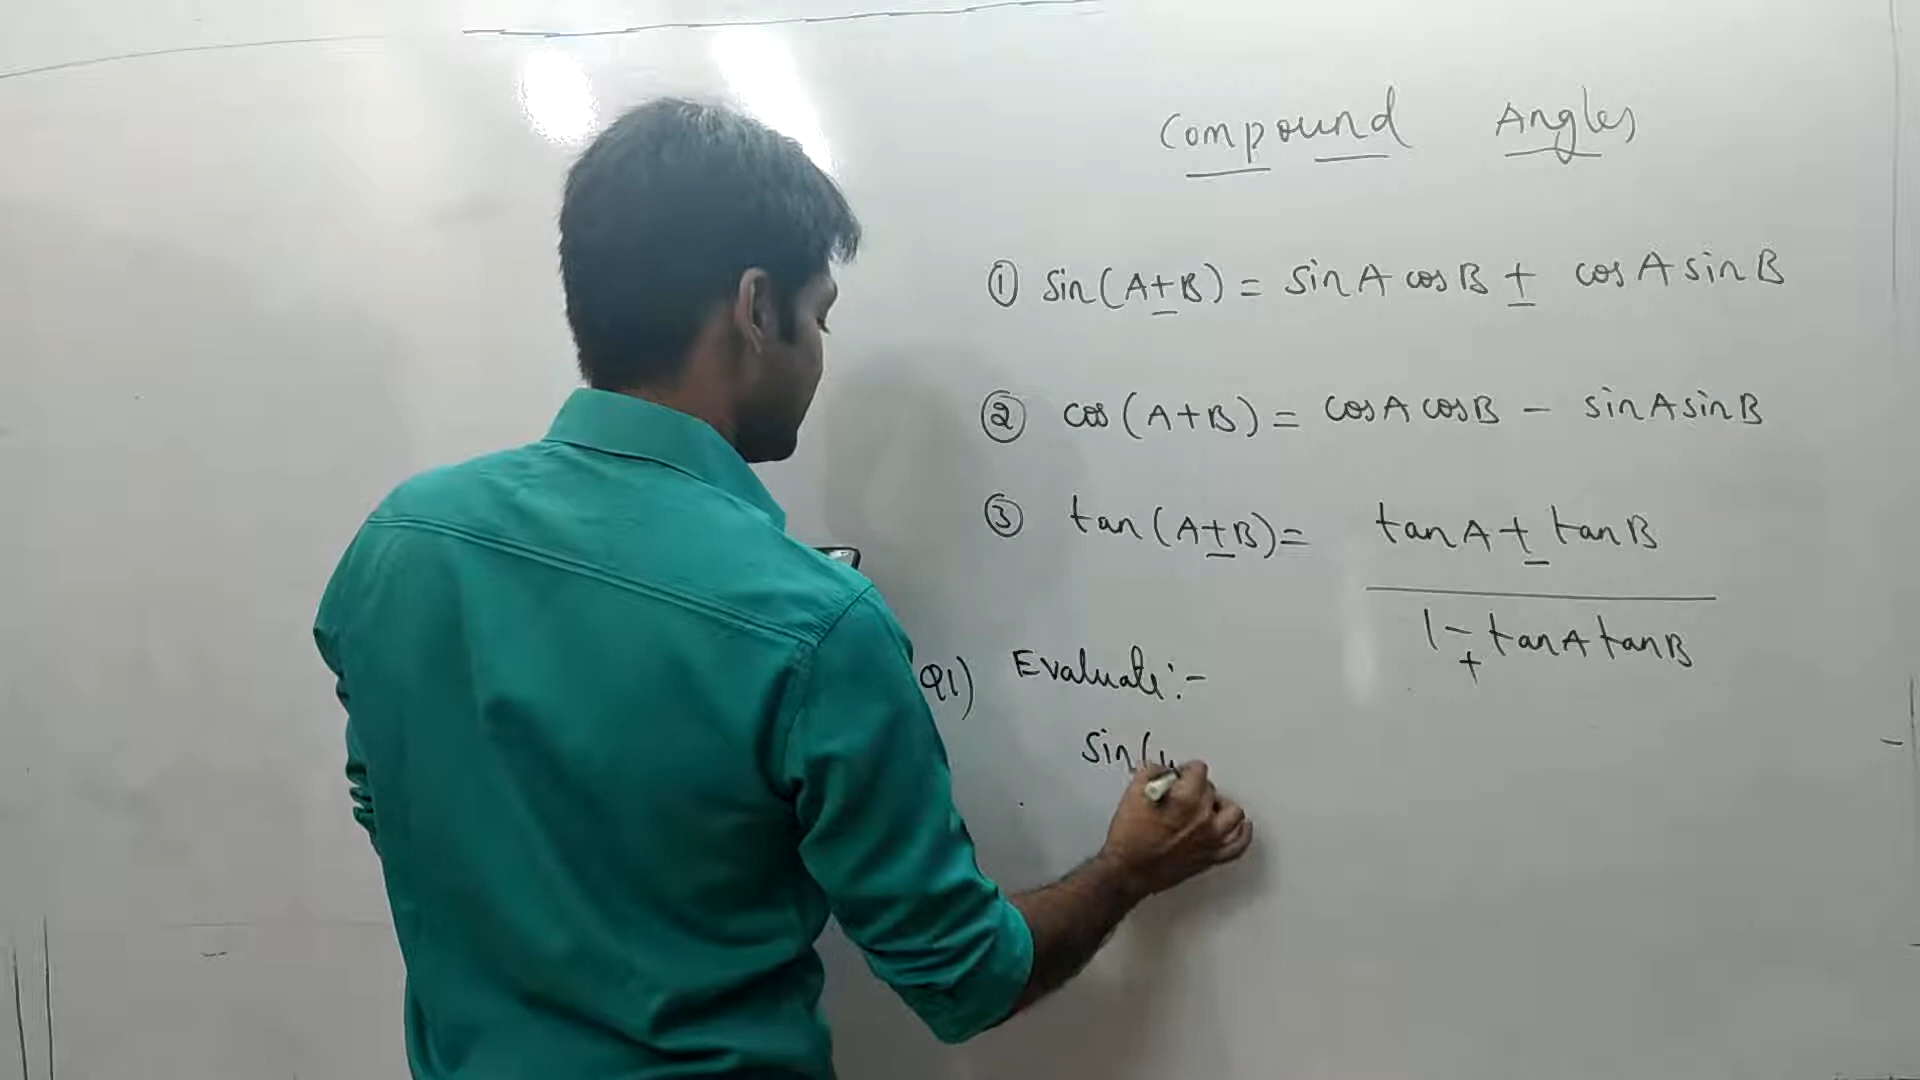 Compound Angles
① sin(A±B) = sinA cosB ± cosA sinB
② cos(A+B) = cosA cosB - sinA sinB
③ tan(A±B) = tanA ± tanB
1 ∓ tanA tanB
Q1) Evaluate:-
sin(4